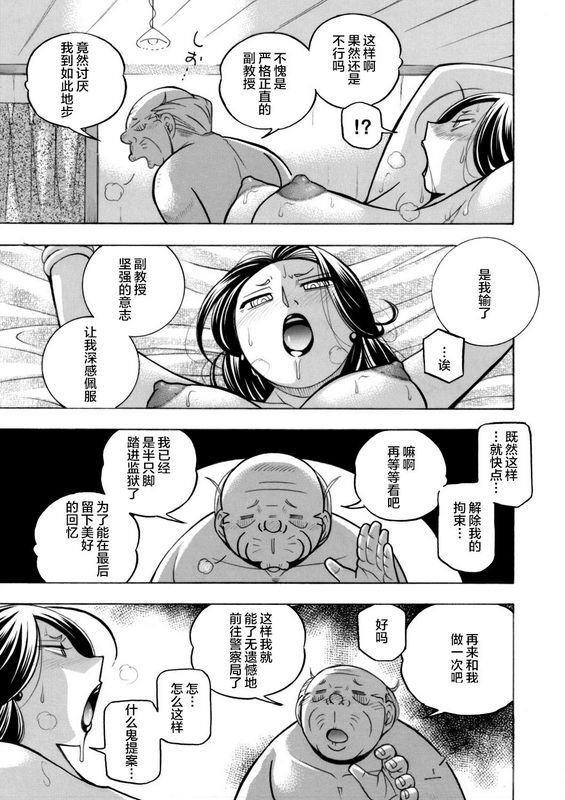 这样啊
果然还是
不行吗
!?
不愧是
严格正直的
副教授
竟然讨厌
我到如此地步
是我输了
…诶
副教授
坚强的意志
让我深感佩服
既然这样
…就快点…
解除我的
拘束…
嘛啊
再等等看吧
我已经
是半只脚
踏进监狱了
为了能在最后
留下美好
的回忆
再来和我
做一次吧
好吗
这样我就
能了无遗憾地
前往警察局了
怎…
怎么这样
什么鬼提案…